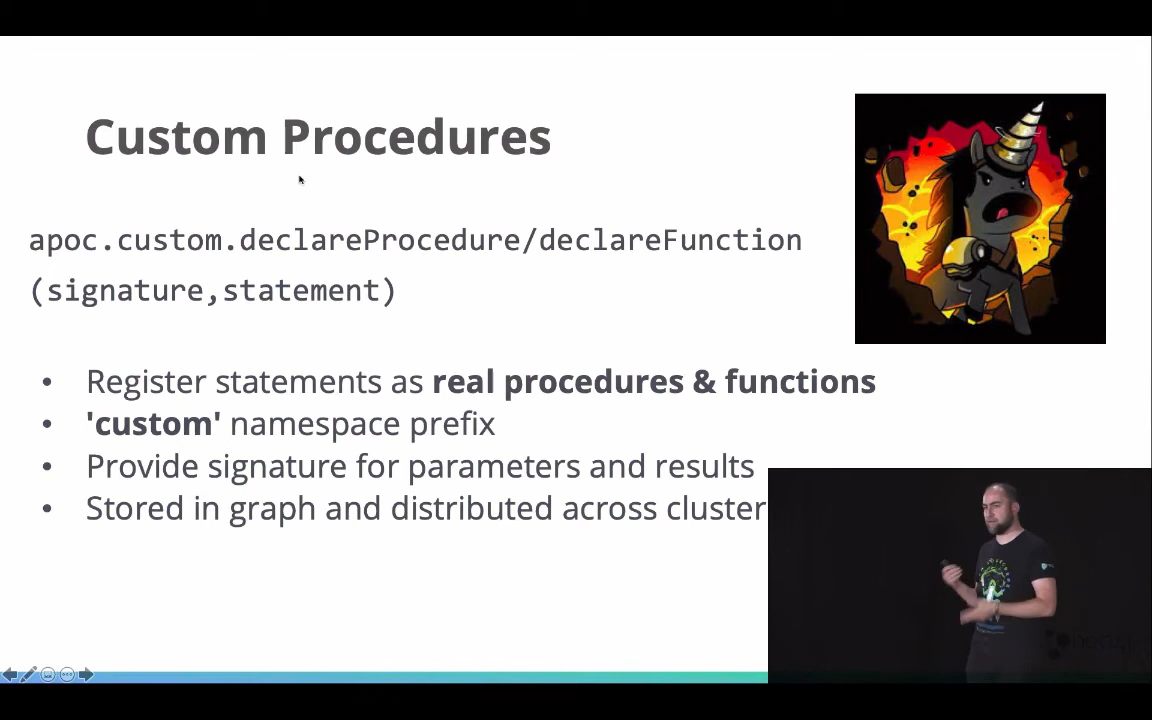 Custom Procedures
apoc.custom.declareProcedure/declareFunction
(signature,statement)
• Register statements as real procedures & functions
• 'custom' namespace prefix
• Provide signature for parameters and results
• Stored in graph and distributed across cluster